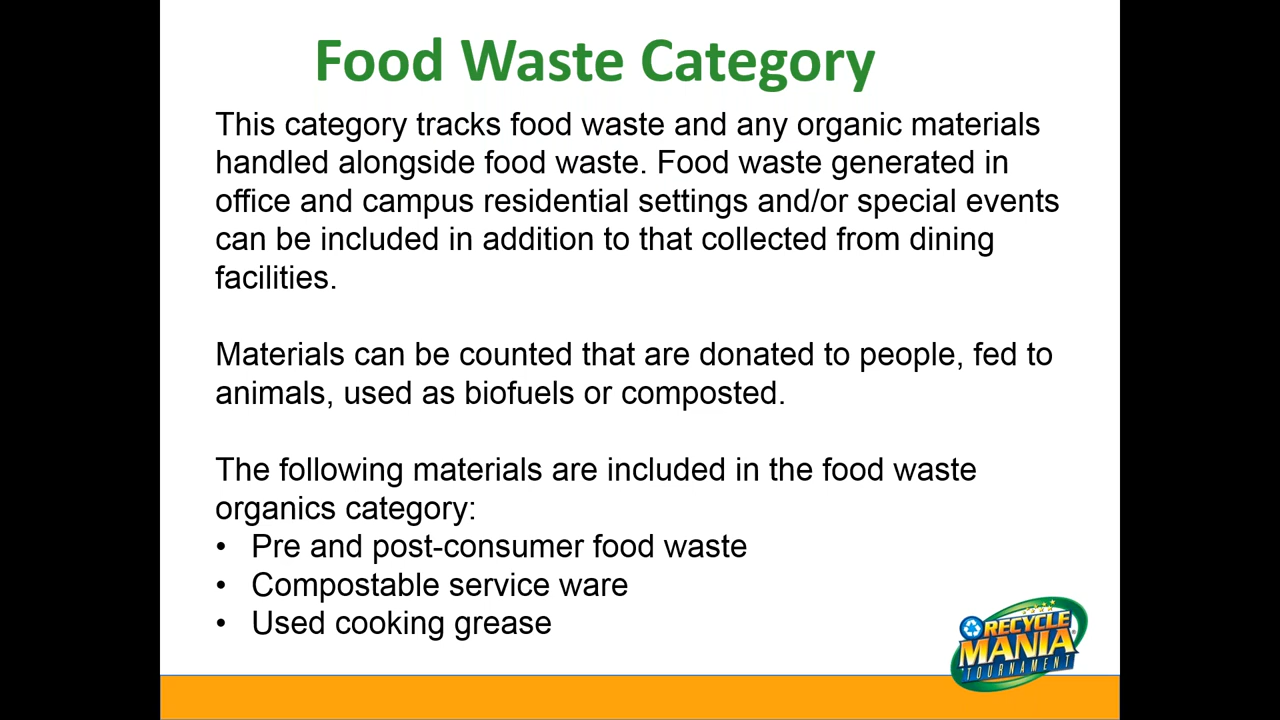 Food Waste Category
This category tracks food waste and any organic materials
handled alongside food waste. Food waste generated in
office and campus residential settings and/or special events
can be included in addition to that collected from dining
facilities.
Materials can be counted that are donated to people, fed to
animals, used as biofuels or composted.
The following materials are included in the food waste
organics category:
• Pre and post-consumer food waste
• Compostable service ware
• Used cooking grease
RECYCLE
MANIA
TOURNAMENT